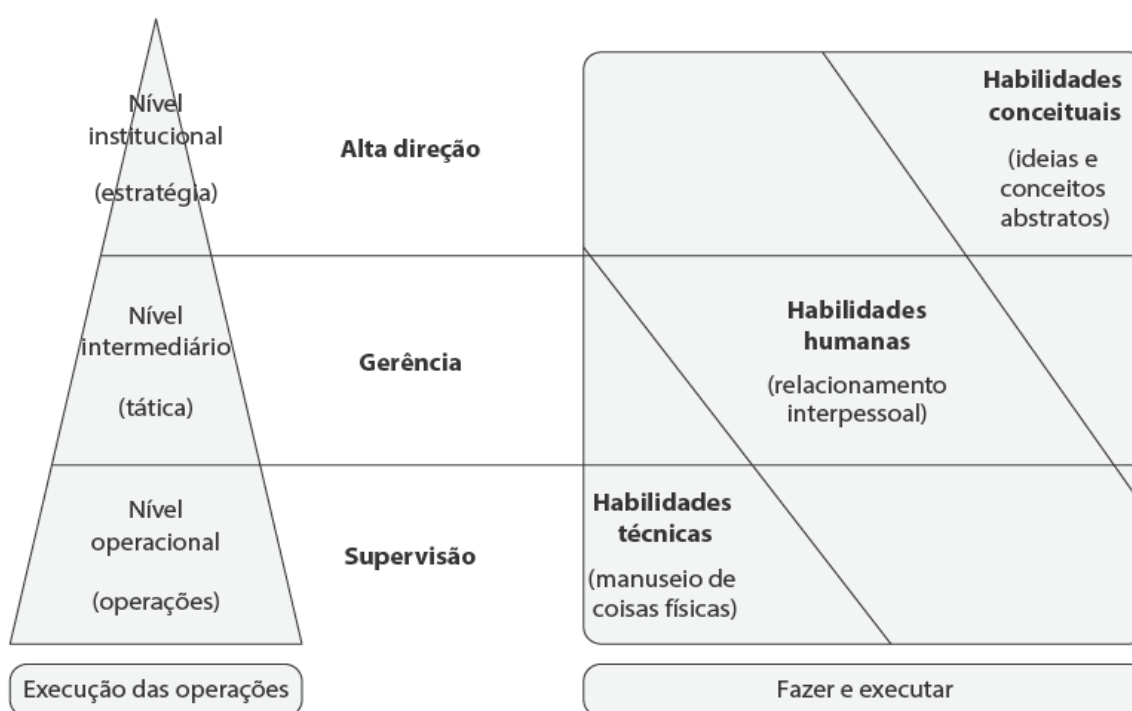 Nível
institucional
(estratégia)
Alta direção
Habilidades
conceituais
(ideias e
conceitos
abstratos)
Nível
intermediário
(tática)
Gerência
Habilidades
humanas
(relacionamento
interpessoal)
Nível
operacional
(operações)
Supervisão
Habilidades
técnicas
(manuseio de
coisas físicas)
Execução das operações
Fazer e executar